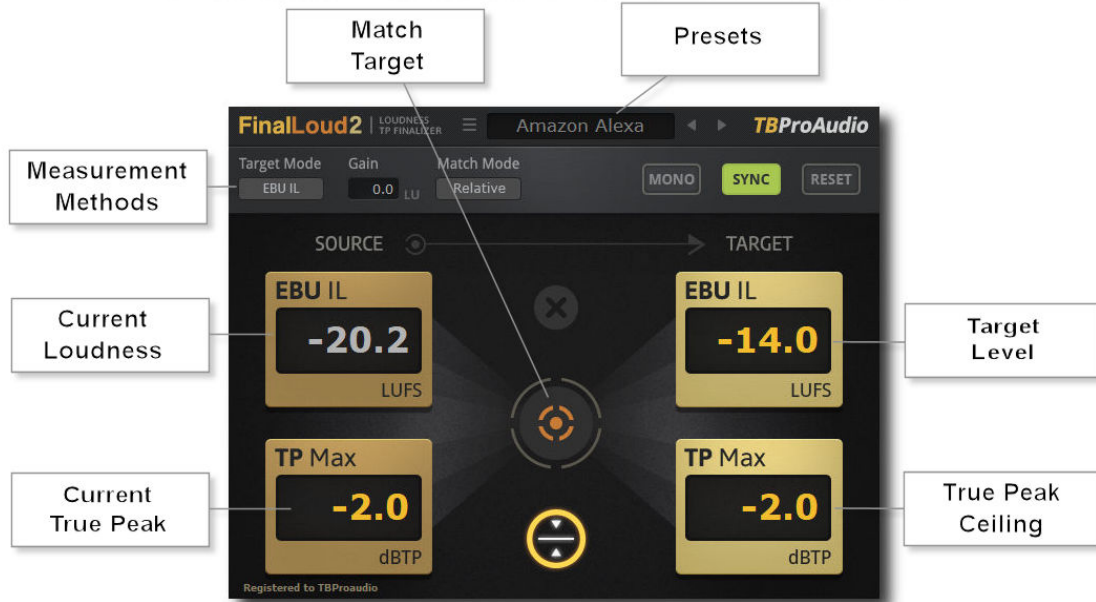 Match
Target
Presets
FinalLoud2 | LOUDNESS
TP FINALIZER
Amazon Alexa
TBProAudio
Measurement
Methods
Target Mode
Gain
Match Mode
EBU IL
0.0 LU
Relative
MONO
SYNC
RESET
SOURCE
TARGET
Current
Loudness
EBU IL
-20.2
LUFS
EBU IL
-14.0
LUFS
Target
Level
Current
True Peak
TP Max
-2.0
dBTP
TP Max
-2.0
dBTP
True Peak
Ceiling
Registered to TBProaudio